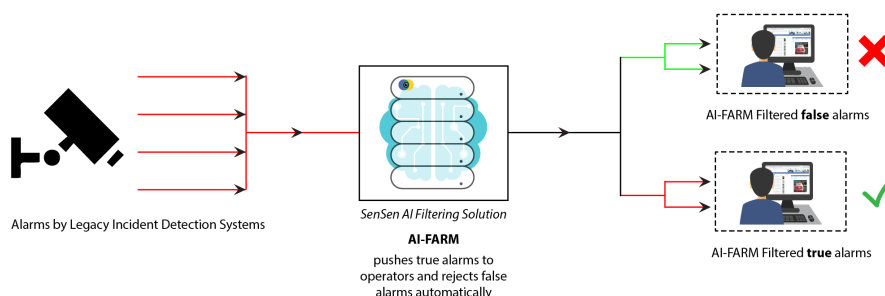 AI-FARM Filtered false alarms
Alarms by Legacy Incident Detection Systems
SenSen AI Filtering Solution
AI-FARM
pushes true alarms to
operators and rejects false
alarms automatically
AI-FARM Filtered true alarms